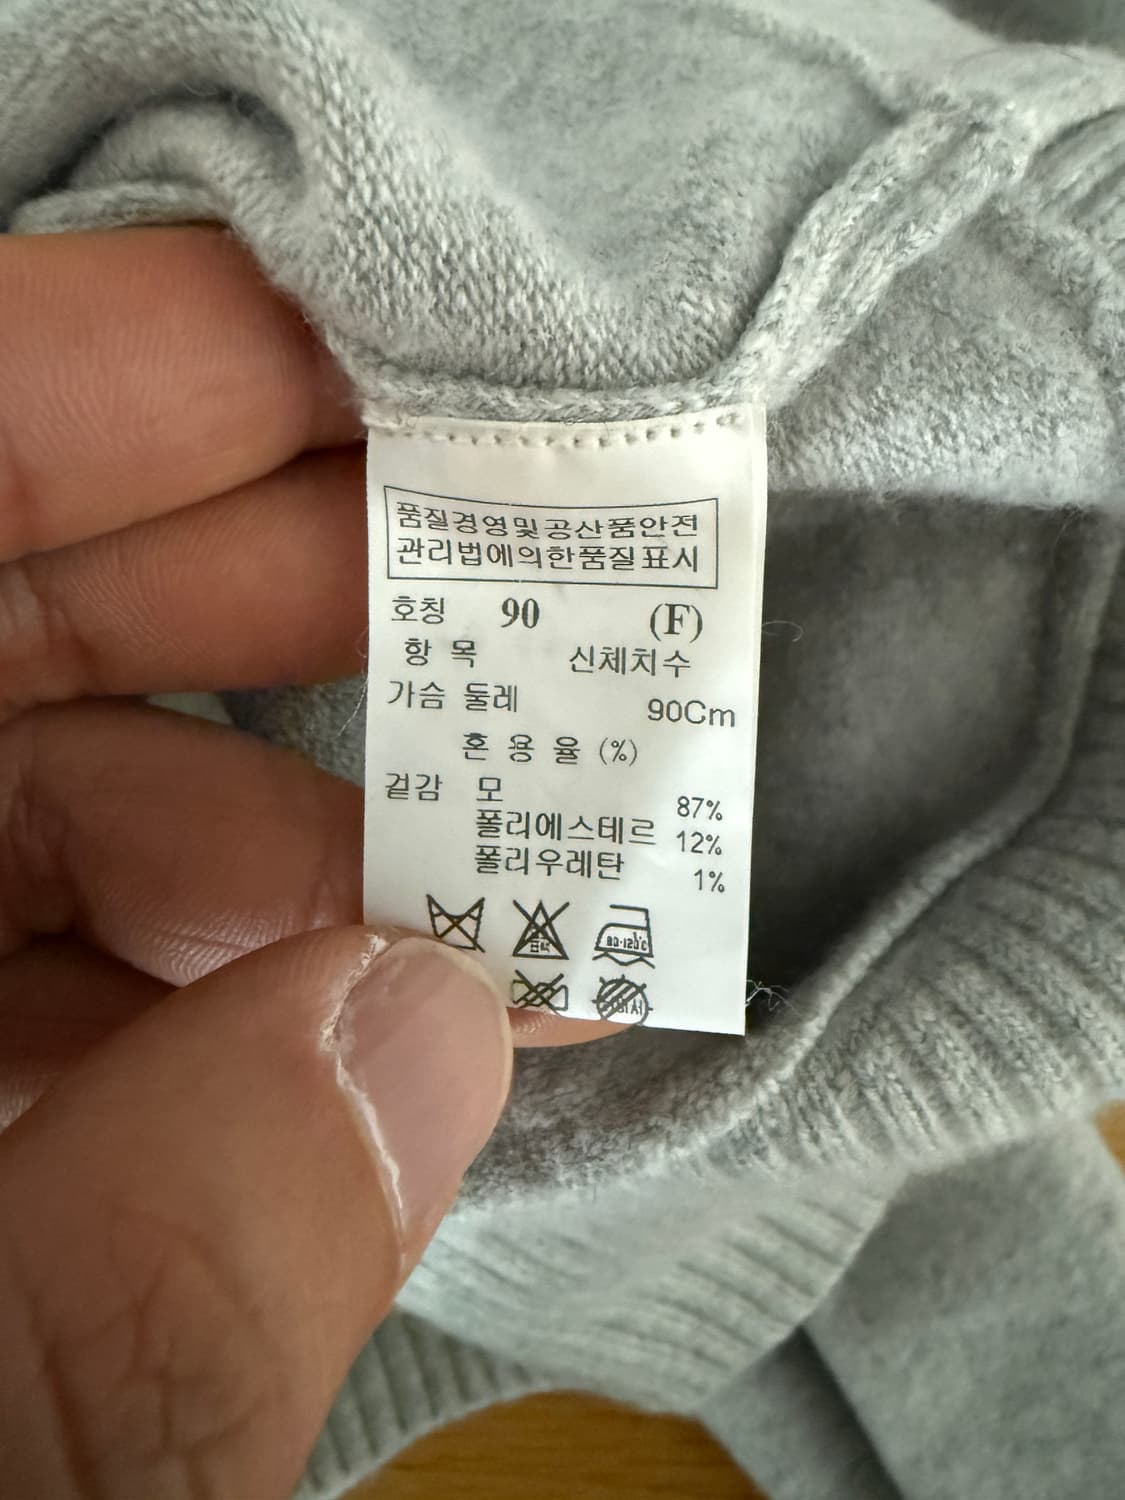 품질경영및공산품안전
관리법에의한품질표시
호칭 90 (F)
항 목 신체치수
가슴 둘레 90Cm
혼 용 율 (%)
겉감 모 87%
폴리에스테르 12%
폴리우레탄 1%
80-120℃